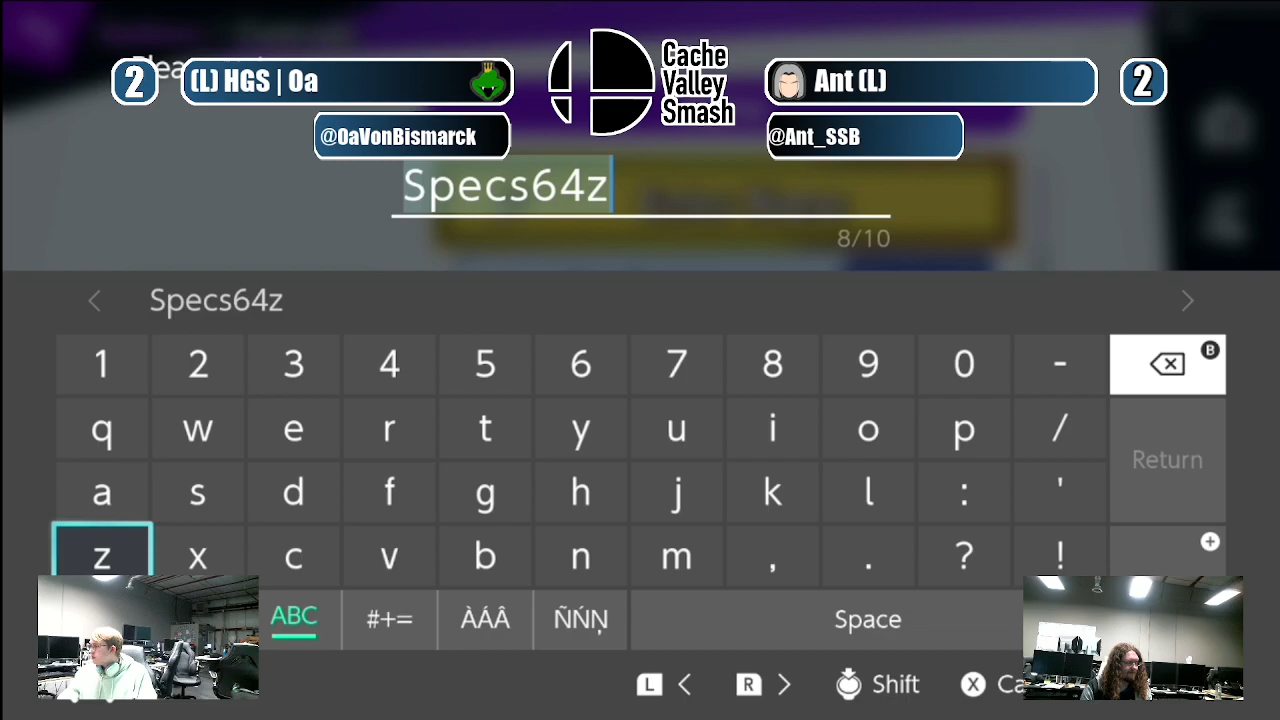 2
(L) HGS | Oa
Cache
Valley
Smash
Ant (L)
2
@OaVonBismarck
@Ant_SSB
Specs64z
8/10
Specs64z
1 2 3 4 5 6 7 8 9 0 - B
q w e r t y u i o p /
Return
a s d f g h j k l : '
z x c v b n m , . ? ! +
ABC #+= ÀÁÂ ÑŃŅ Space
L R Shift X